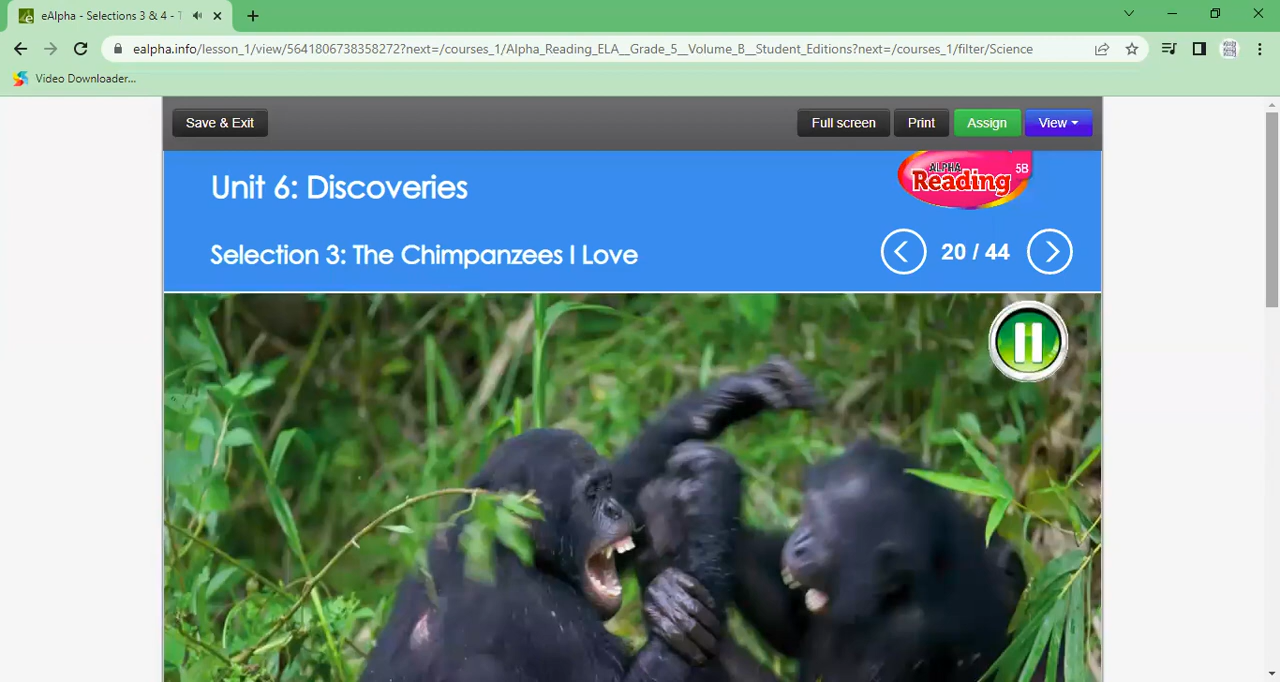 eAlpha - Selections 3 & 4 - T
ealpha.info/lesson_1/view/5641806738358272?next=/courses_1/Alpha_Reading_ELA__Grade_5__Volume_B__Student_Editions?next=/courses_1/filter/Science
Video Downloader...
Save & Exit Full screen Print Assign View
Unit 6: Discoveries
ALPHA 5B
Reading
Selection 3: The Chimpanzees I Love 20 / 44